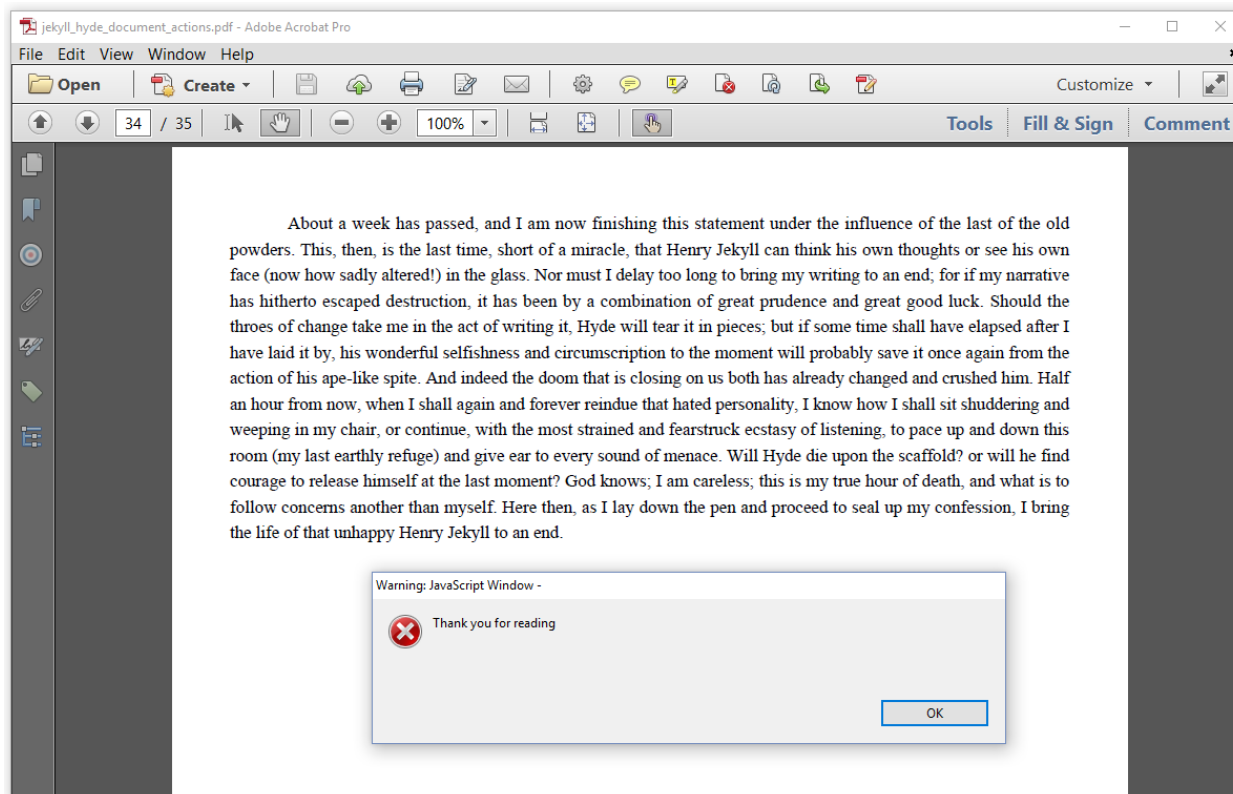 jekyll_hyde_document_actions.pdf - Adobe Acrobat Pro
File Edit View Window Help
Open Create Customize
34 / 35 100% Tools Fill & Sign Comment
About a week has passed, and I am now finishing this statement under the influence of the last of the old
powders. This, then, is the last time, short of a miracle, that Henry Jekyll can think his own thoughts or see his own
face (now how sadly altered!) in the glass. Nor must I delay too long to bring my writing to an end; for if my narrative
has hitherto escaped destruction, it has been by a combination of great prudence and great good luck. Should the
throes of change take me in the act of writing it, Hyde will tear it in pieces; but if some time shall have elapsed after I
have laid it by, his wonderful selfishness and circumscription to the moment will probably save it once again from the
action of his ape-like spite. And indeed the doom that is closing on us both has already changed and crushed him. Half
an hour from now, when I shall again and forever reindue that hated personality, I know how I shall sit shuddering and
weeping in my chair, or continue, with the most strained and fearstruck ecstasy of listening, to pace up and down this
room (my last earthly refuge) and give ear to every sound of menace. Will Hyde die upon the scaffold? or will he find
courage to release himself at the last moment? God knows; I am careless; this is my true hour of death, and what is to
follow concerns another than myself. Here then, as I lay down the pen and proceed to seal up my confession, I bring
the life of that unhappy Henry Jekyll to an end.
Warning: JavaScript Window -
Thank you for reading
OK